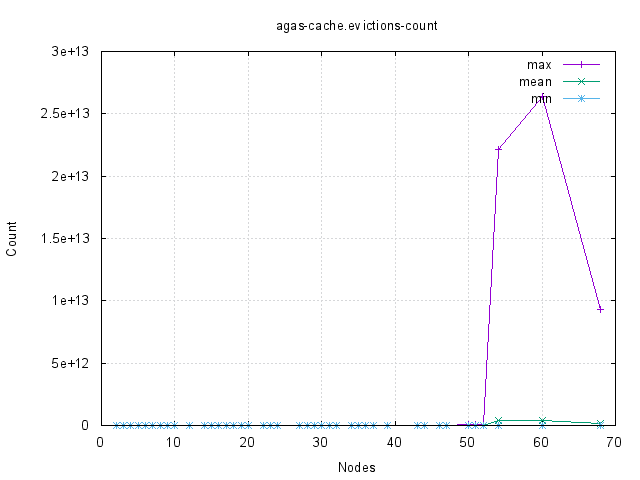 agas-cache.evictions-count
3e+13
2.5e+13
2e+13
1.5e+13
1e+13
5e+12
0
0 10 20 30 40 50 60 70
Count
Nodes
max
mean
min